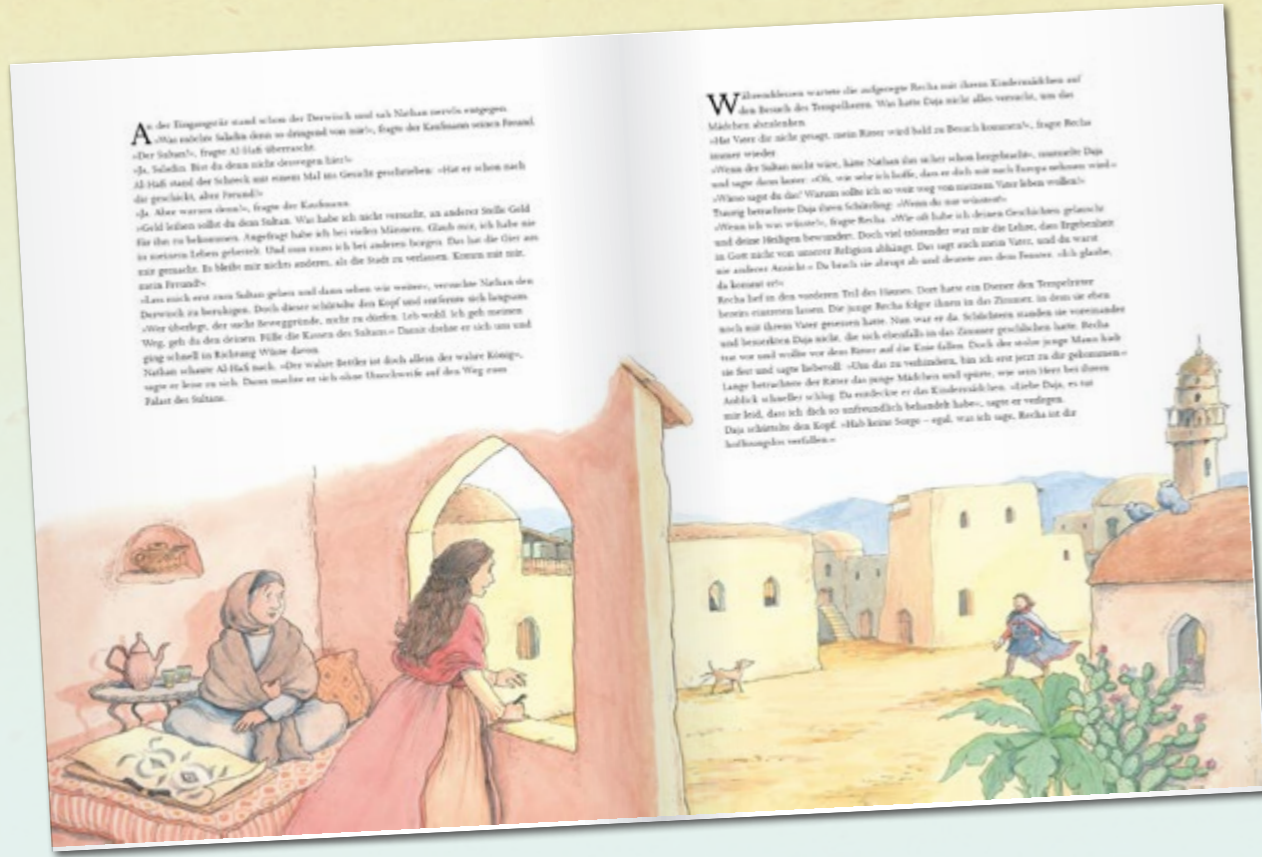 An der Eingangstür stand schon der Derwisch und sah Nathan nervös entgegen.
»Was möchte Saladin denn so dringend von mir?«, fragte der Kaufmann seinen Freund.
»Der Sultan?«, fragte Al-Hafi überrascht.
»Ja, Saladin. Bist du denn nicht deswegen hier?«
Al-Hafi stand der Schreck mit einem Mal ins Gesicht geschrieben: »Hat er schon nach
dir geschickt, alter Freund?«
»Ja. Aber warum denn?«, fragte der Kaufmann.
»Geld leihen sollst du dem Sultan. Was habe ich nicht versucht, an anderer Stelle Geld
für ihn zu bekommen. Angefragt habe ich bei vielen Männern. Glaub mir, ich habe nie
in meinem Leben gebettelt. Und nun muss ich bei anderen borgen. Das hat die Gier aus
mir gemacht. Es bleibt mir nichts anderes, als die Stadt zu verlassen. Komm mit mir,
mein Freund!«
»Lass mich erst zum Sultan gehen und dann sehen wir weiter«, versuchte Nathan den
Derwisch zu beruhigen. Doch dieser schüttelte den Kopf und entfernte sich langsam.
»Wer überlegt, der sucht Beweggründe, nicht zu dürfen. Leb wohl. Ich geh meinen
Weg, geh du den deinen. Fülle die Kassen des Sultans.« Damit drehte er sich um und
ging schnell in Richtung Wüste davon.
Nathan schaute Al-Hafi nach. »Der wahre Bettler ist doch allein der wahre König«,
sagte er leise zu sich. Dann machte er sich ohne Umschweife auf den Weg zum
Palast des Sultans.
Währenddessen wartete die aufgeregte Recha mit ihrem Kindermädchen auf
den Besuch des Tempelherrn. Was hatte Daja nicht alles versucht, um das
Mädchen abzulenken.
»Hat Vater dir nicht gesagt, mein Ritter wird bald zu Besuch kommen?«, fragte Recha
immer wieder.
»Wenn der Sultan nicht wäre, hätte Nathan ihn sicher schon hergebracht«, murmelte Daja
und sagte dann lauter: »Oh, wie sehr ich hoffe, dass er dich mit nach Europa nehmen wird.«
»Wieso sagst du das? Warum sollte ich so weit weg von meinem Vater leben wollen?«
Traurig betrachtete Daja ihren Schützling: »Wenn du nur wüsstest!«
»Wenn ich was wüsste?«, fragte Recha. »Wie oft habe ich deinen Geschichten gelauscht
und deine Heiligen bewundert. Doch viel tröstender war mir die Lehre, dass Ergebenheit
in Gott nicht von unserer Religion abhängt. Das sagt auch mein Vater, und du warst
nie anderer Ansicht.« Da brach sie abrupt ab und deutete aus dem Fenster. »Ich glaube,
da kommt er!«
Recha lief in den vorderen Teil des Hauses. Dort hatte ein Diener den Tempelritter
bereits eintreten lassen. Die junge Recha folgte ihnen in das Zimmer, in dem sie eben
noch mit ihrem Vater gesessen hatte. Nun war er da. Schüchtern standen sie voreinander
und bemerkten Daja nicht, die sich ebenfalls in das Zimmer geschlichen hatte. Recha
trat vor und wollte vor dem Ritter auf die Knie fallen. Doch der stolze junge Mann hielt
sie fest und sagte liebevoll: »Um das zu verhindern, bin ich erst jetzt zu dir gekommen.«
Lange betrachtete der Ritter das junge Mädchen und spürte, wie sein Herz bei ihrem
Anblick schneller schlug. Da entdeckte er das Kindermädchen. »Liebe Daja, es tut
mir leid, dass ich dich so unfreundlich behandelt habe«, sagte er verlegen.
Daja schüttelte den Kopf. »Hab keine Sorge – egal, was ich sage, Recha ist dir
hoffnungslos verfallen.«